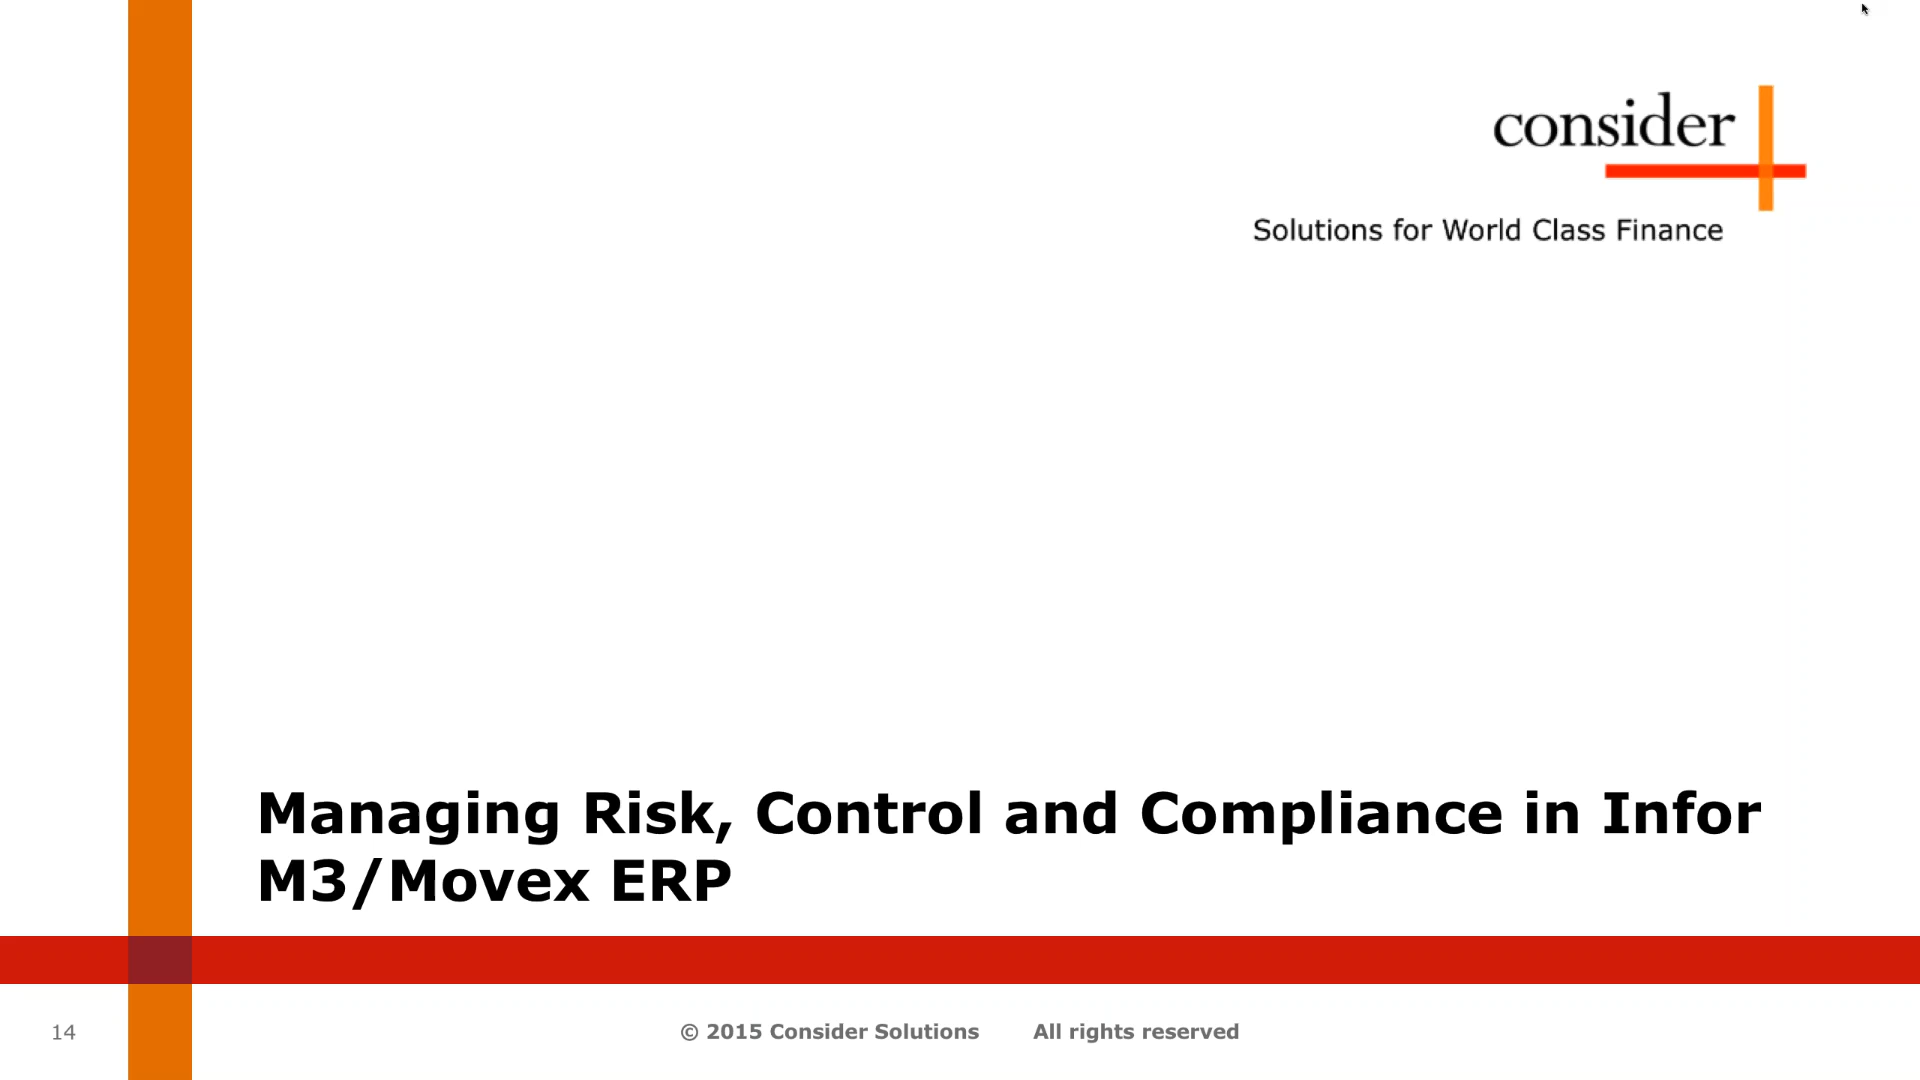 consider
Solutions for World Class Finance
Managing Risk, Control and Compliance in Infor
M3/Movex ERP
14
© 2015 Consider Solutions All rights reserved